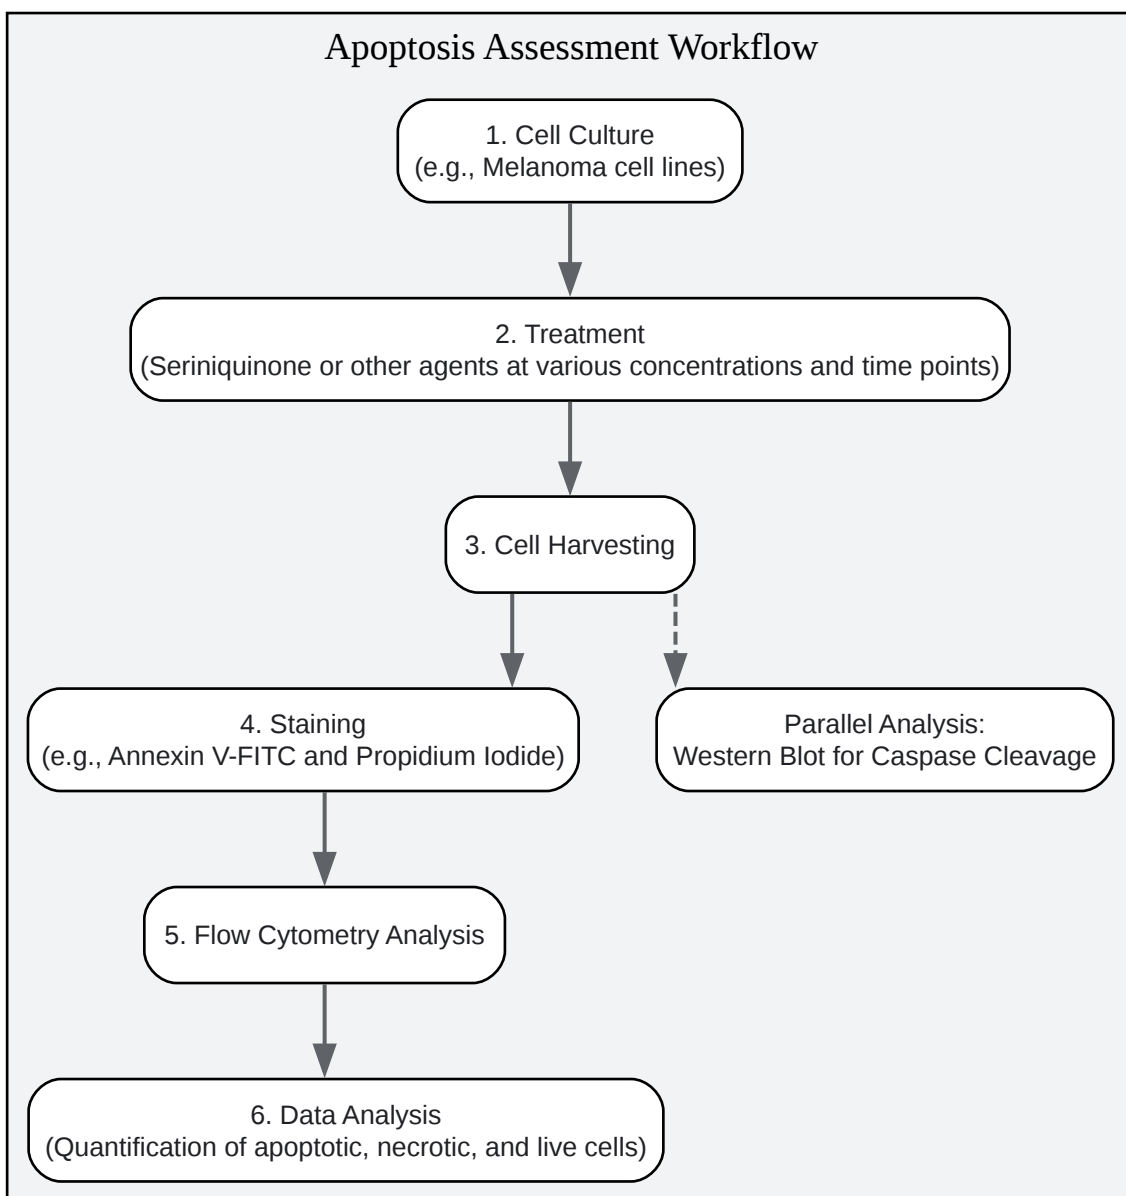 Apoptosis Assessment Workflow
1. Cell Culture
(e.g., Melanoma cell lines)
2. Treatment
(Seriniquinone or other agents at various concentrations and time points)
3. Cell Harvesting
4. Staining
(e.g., Annexin V-FITC and Propidium Iodide)
Parallel Analysis:
Western Blot for Caspase Cleavage
5. Flow Cytometry Analysis
6. Data Analysis
(Quantification of apoptotic, necrotic, and live cells)